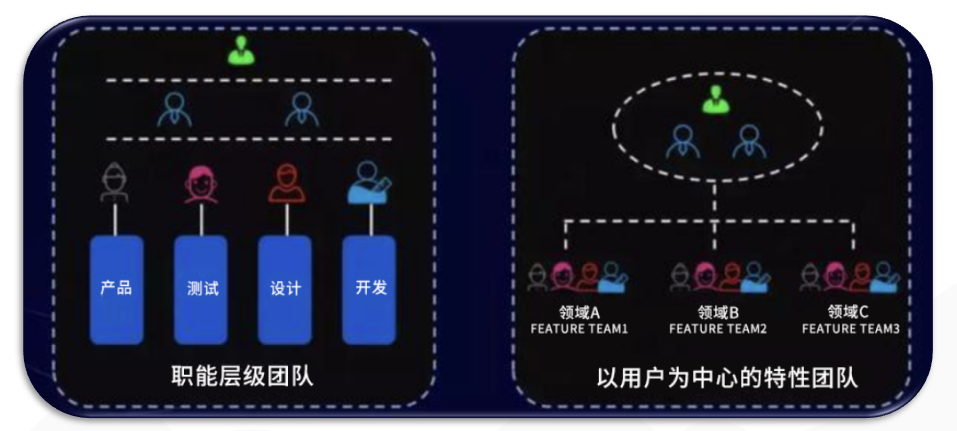 产品
测试
设计
开发
职能层级团队
领域A
FEATURE TEAM1
领域B
FEATURE TEAM2
领域C
FEATURE TEAM3
以用户为中心的特性团队